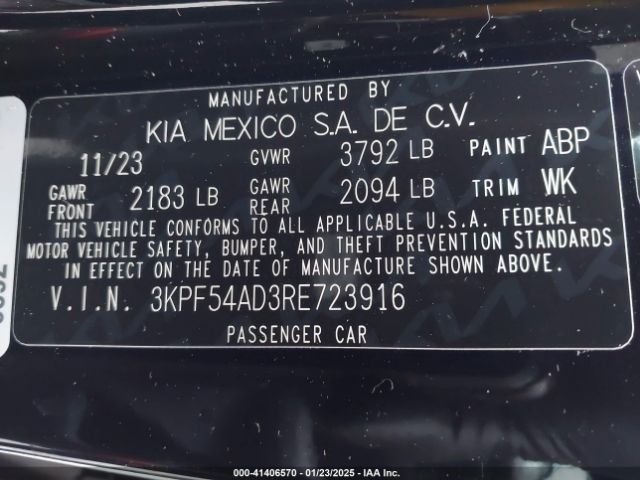 MANUFACTURED BY
KIA MEXICO S.A. DE C.V.
11/23 GVWR 3792 LB PAINT ABP
GAWR FRONT 2183 LB GAWR REAR 2094 LB TRIM WK
THIS VEHICLE CONFORMS TO ALL APPLICABLE U.S.A. FEDERAL
MOTOR VEHICLE SAFETY, BUMPER, AND THEFT PREVENTION STANDARDS
IN EFFECT ON THE DATE OF MANUFACTURE SHOWN ABOVE.
V.I.N. 3KPF54AD3RE723916
PASSENGER CAR
000-41406570 - 01/23/2025 - IAA Inc.